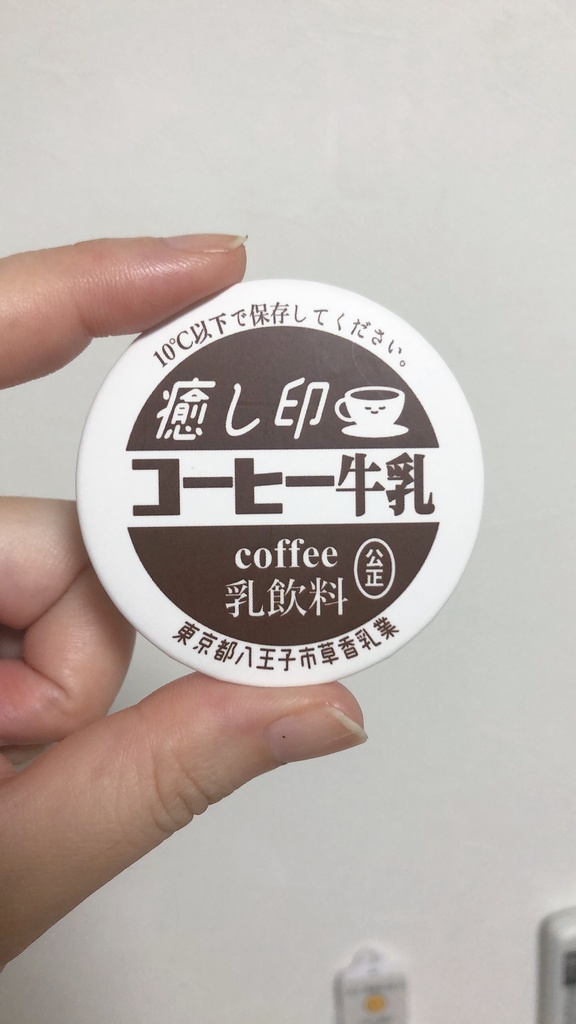 10℃以下で保存してください。
癒し印
コーヒー牛乳
coffee
公正
乳飲料
東京都八王子市草香乳業